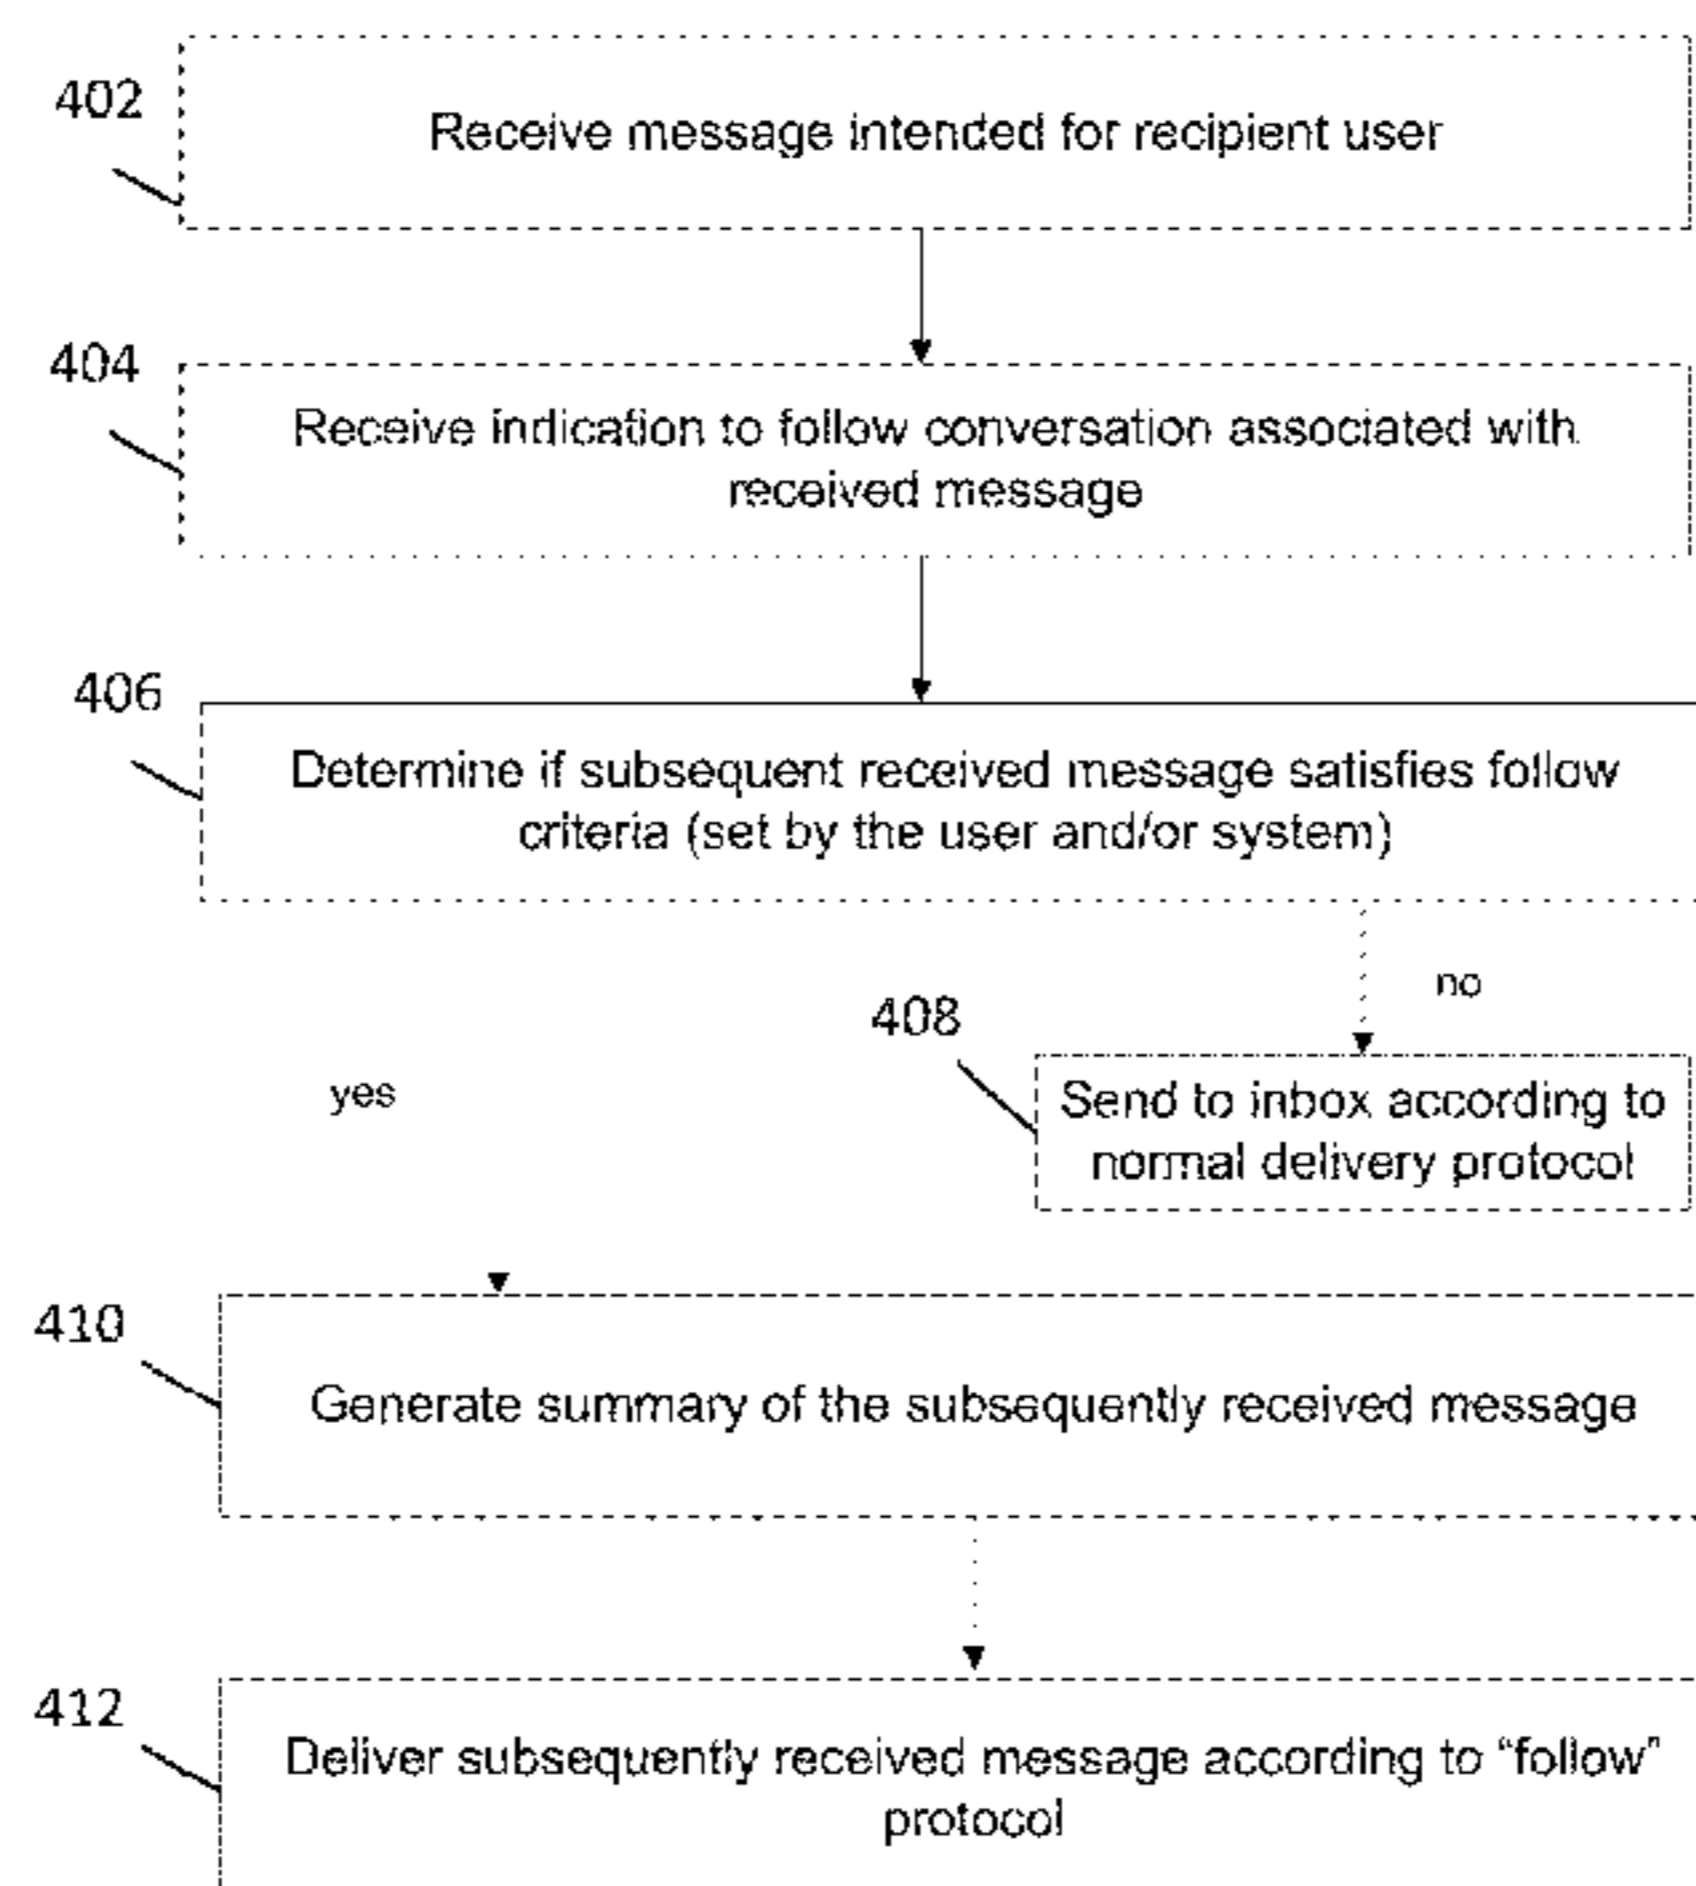 402
Receive message intended for recipient user
404
Receive indication to follow conversation associated with
received message
406
Determine if subsequent received message satisfies follow
criteria (set by the user and/or system)
no
408
yes
Send to inbox according to
normal delivery protocol
410
Generate summary of the subsequently received message
412
Deliver subsequently received message according to “follow”
protocol